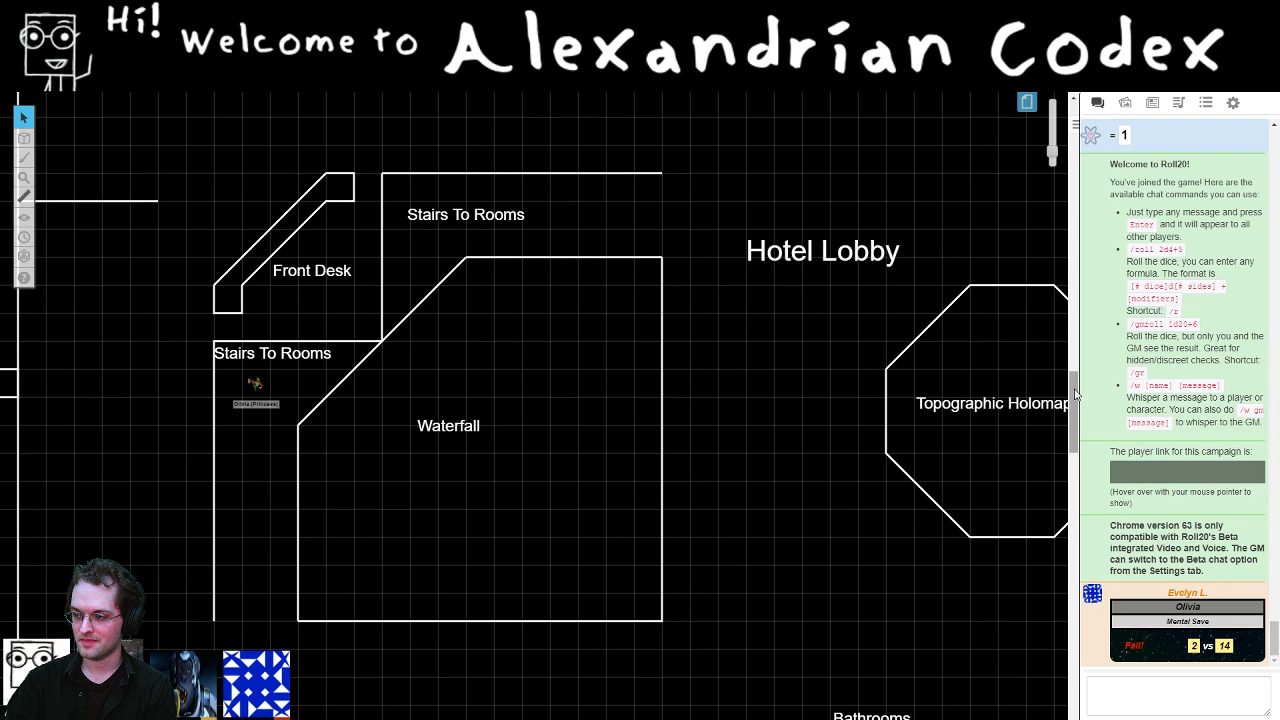 Hi! Welcome to Alexandrian Codex
= 1
Welcome to Roll20!
You've joined the game! Here are the
available chat commands you can use:
Just type any message and press
Enter and it will appear to all
other players.
/roll 2d4+5
Roll the dice, you can enter any
formula. The format is
[# dice]d[# sides] +
[modifiers]
Shortcut: /r
/gmroll 1d20+6
Roll the dice, but only you and the
GM see the result. Great for
hidden/discreet checks. Shortcut:
/gr
/w [name] [message]
Whisper a message to a player or
character. You can also do /w gm
[message] to whisper to the GM.
The player link for this campaign is:
(Hover over with your mouse pointer to
show)
Chrome version 63 is only
compatible with Roll20's Beta
integrated Video and Voice. The GM
can switch to the Beta chat option
from the Settings tab.
Evelyn L.
Olivia
Mental Save
Fail! 2 vs 14
Stairs To Rooms
Hotel Lobby
Front Desk
Stairs To Rooms
Olivia (Princess)
Topographic Holomap
Waterfall
Bathrooms